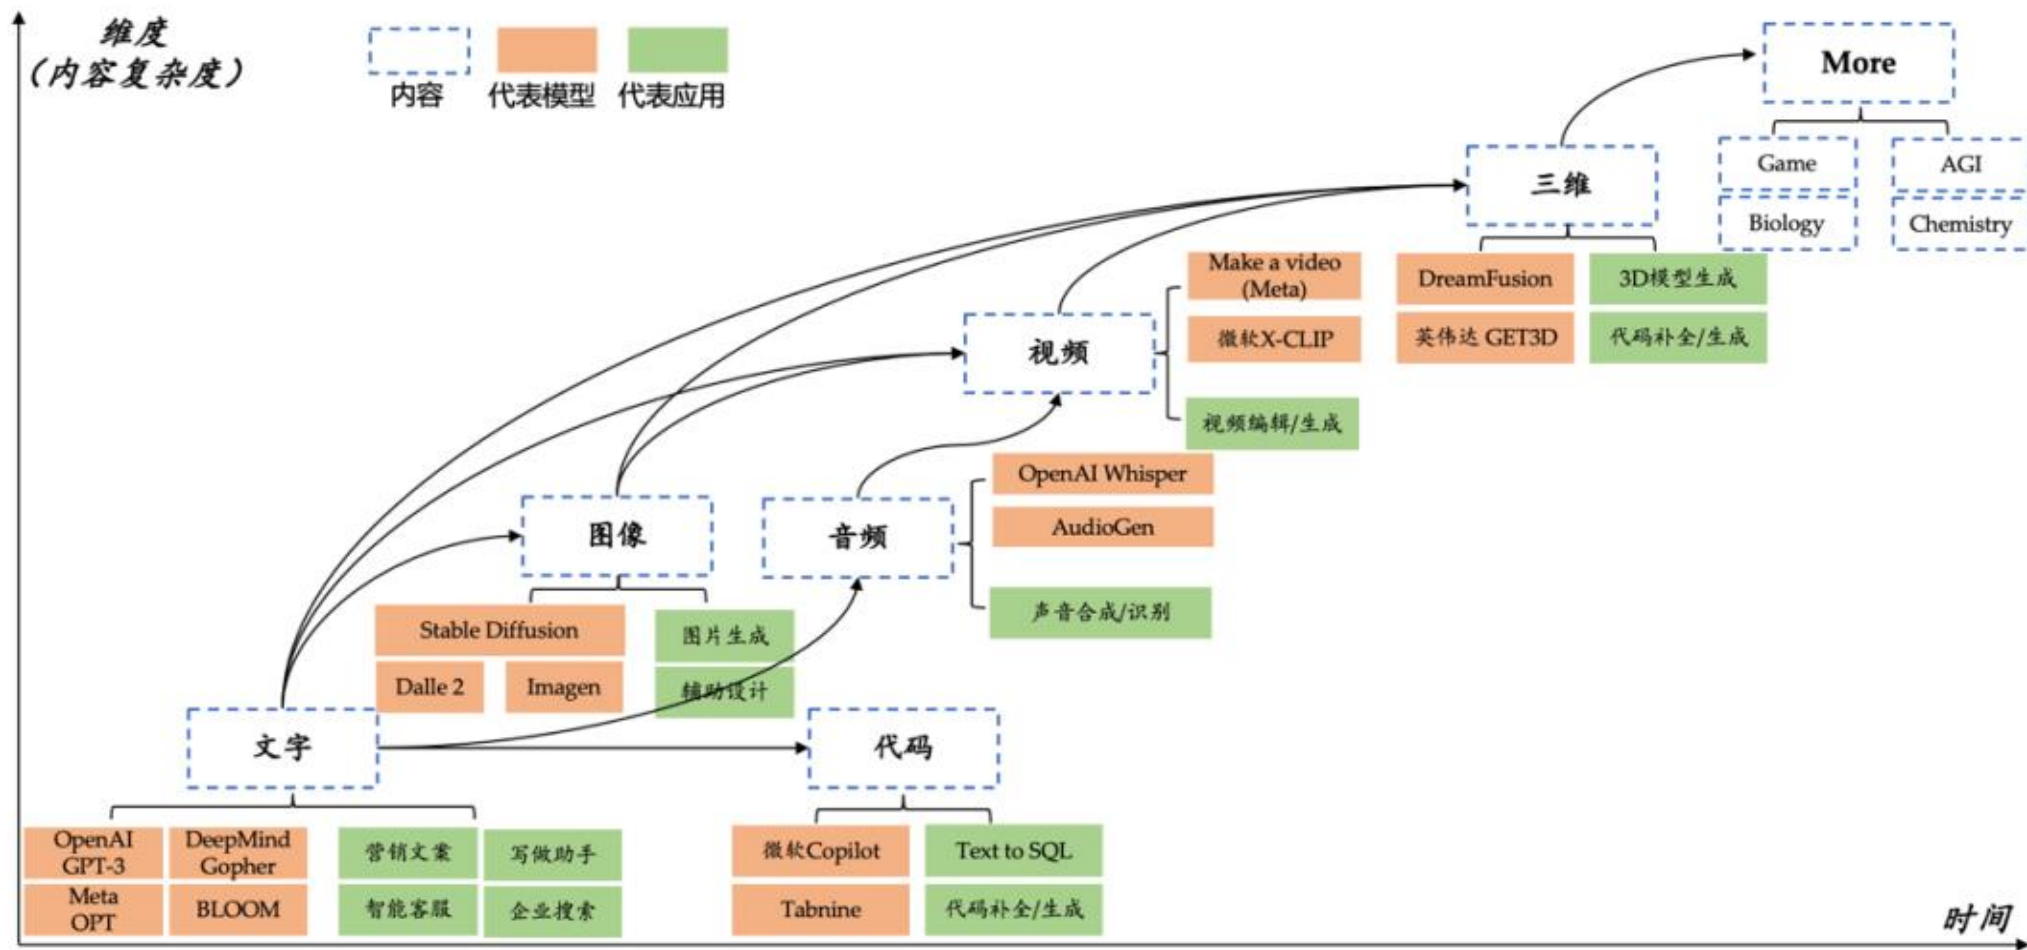 维度
（内容复杂度）
内容
代表模型
代表应用
More
Game
AGI
Biology
Chemistry
三维
DreamFusion
3D模型生成
英伟达 GET3D
代码补全/生成
视频
Make a video
(Meta)
微软X-CLIP
视频编辑/生成
图像
Stable Diffusion
Dalle 2
Imagen
图片生成
辅助设计
音频
OpenAI Whisper
AudioGen
声音合成/识别
文字
OpenAI
GPT-3
DeepMind
Gopher
Meta
OPT
BLOOM
营销文案
写做助手
智能客服
企业搜索
代码
微软Copilot
Text to SQL
Tabnine
代码补全/生成
时间